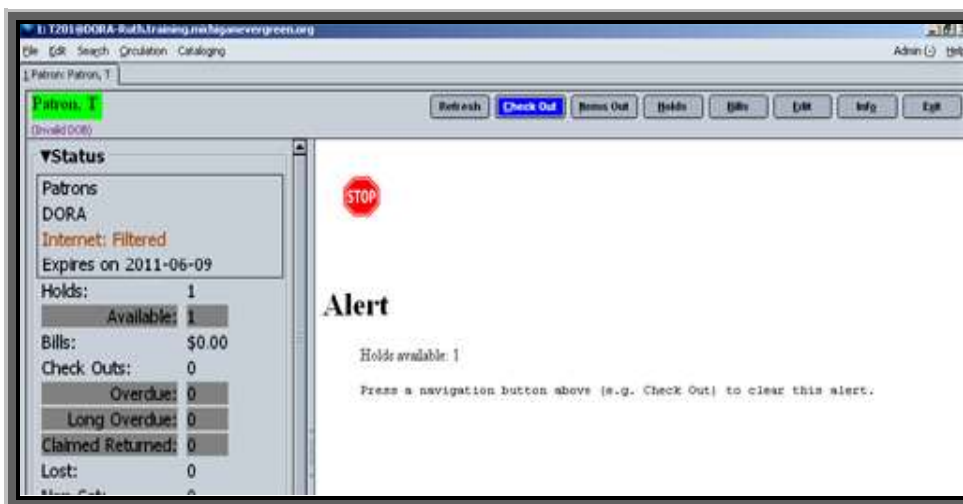 1) T201@DORA-Ruth.training.michiganevergreen.org
File Edit Search Circulation Cataloging Admin (-) Help
1 Patron: Patron, T
Patron, T Refresh Check Out Items Out Holds Bills Edit Info Exit
(Invalid DOB)
▼Status
Patrons
DORA
Internet: Filtered
Expires on 2011-06-09
Holds: 1
Available: 1
Bills: $0.00
Check Outs: 0
Overdue: 0
Long Overdue: 0
Claimed Returned: 0
Lost: 0
STOP
Alert
Holds available: 1
Press a navigation button above (e.g. Check Out) to clear this alert.